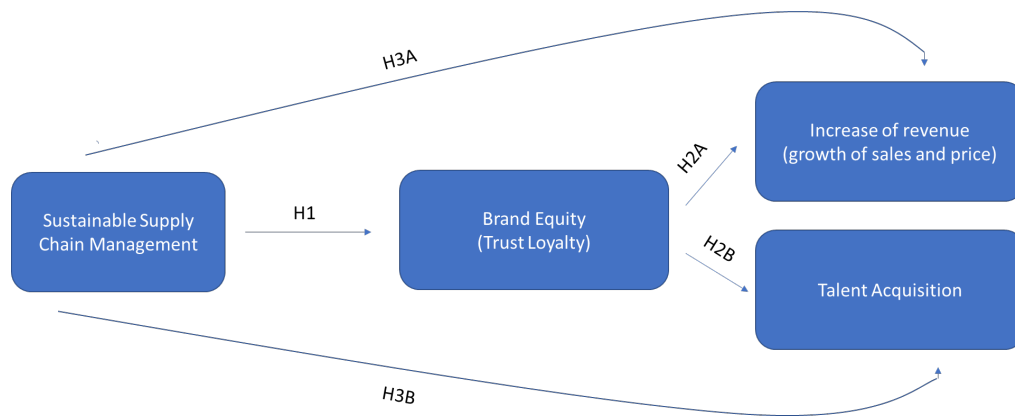 H3A
Increase of revenue
(growth of sales and price)
H2A
Sustainable Supply
Chain Management
H1
Brand Equity
(Trust Loyalty)
H2B
Talent Acquisition
H3B